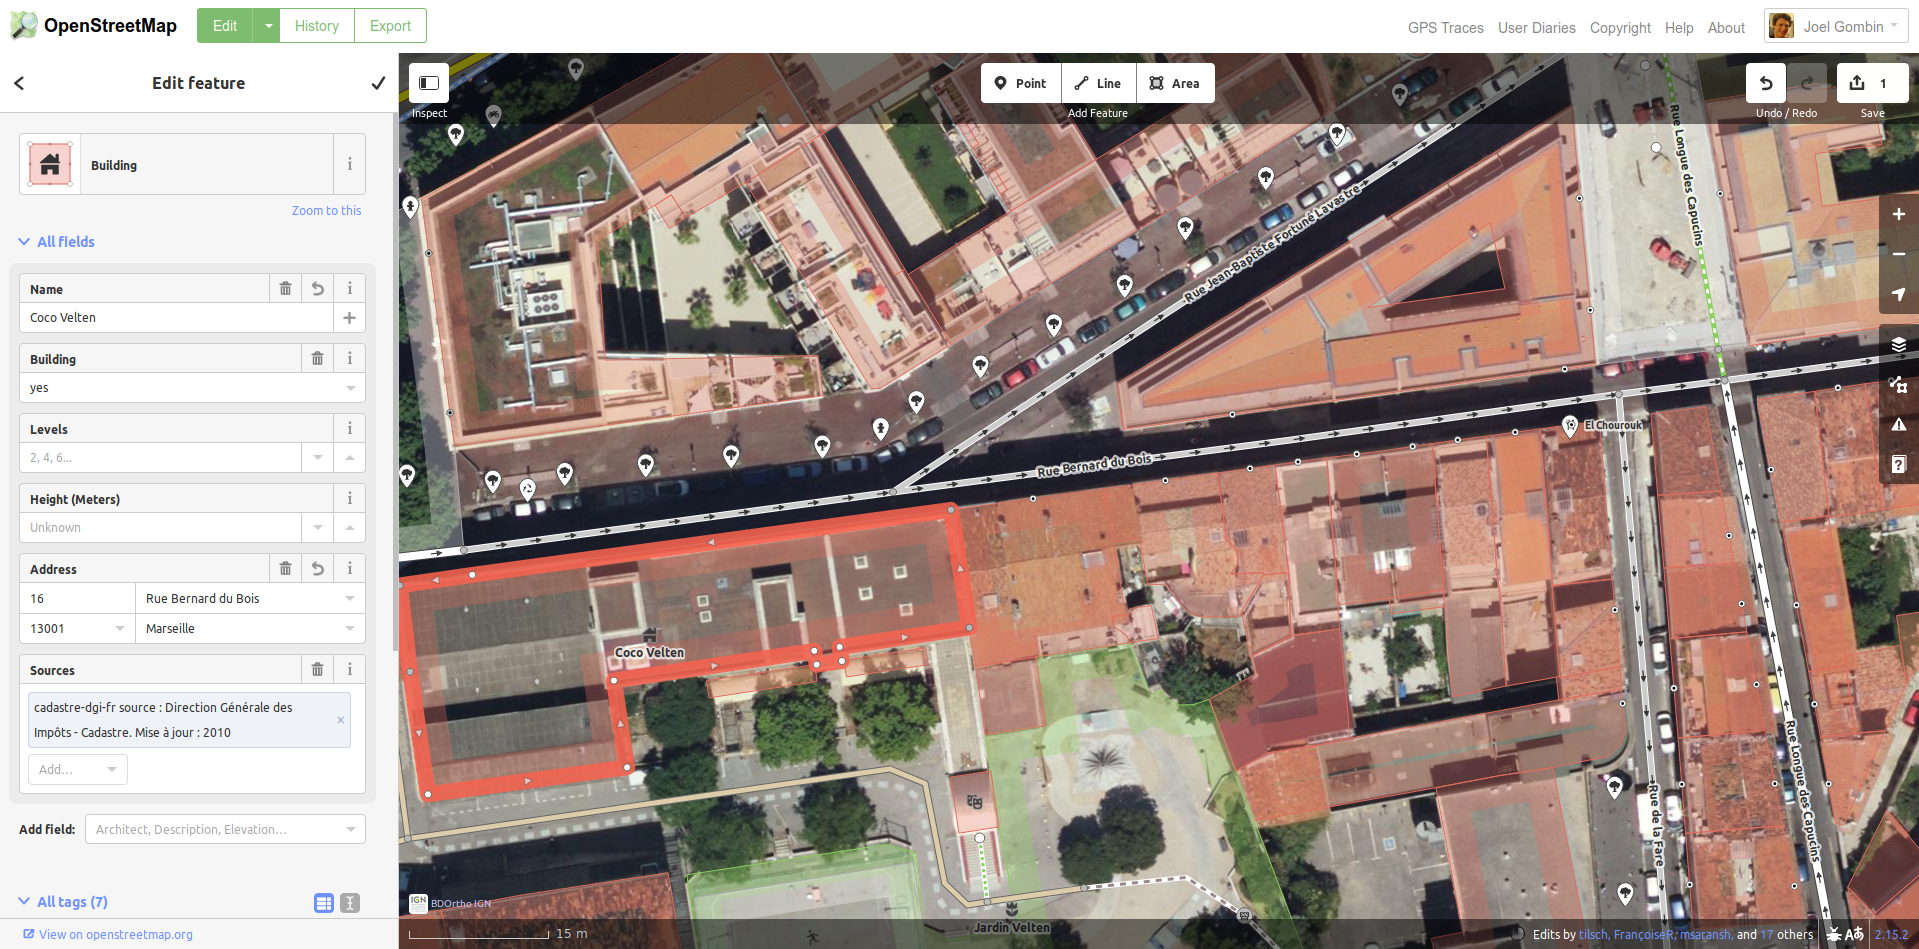 OpenStreetMap
Edit
History
Export
GPS Traces
User Diaries
Copyright
Help
About
Joel Gombin
Edit feature
Inspect
Point
Line
Area
Add Feature
Undo / Redo
1
Save
Building
i
Zoom to this
All fields
Name
i
Coco Velten
Building
i
yes
Levels
i
2, 4, 6...
Height (Meters)
i
Unknown
Address
i
16
Rue Bernard du Bois
13001
Marseille
Sources
i
cadastre-dgi-fr source : Direction Générale des
Impôts - Cadastre. Mise à jour : 2010
×
Add...
Add field:
Architect, Description, Elevation...
All tags (7)
View on openstreetmap.org
Rue Longue des Capucins
Rue Jean-Baptiste Fortuné Lavastre
Rue Bernard du Bois
El Chourouk
Coco Velten
Rue de la Fare
Rue Longue des Capucins
Jardin Velten
IGN
BDOrtho IGN
15 m
Edits by tilsch, FrançoiseR, msaransh, and 17 others
2.15.2